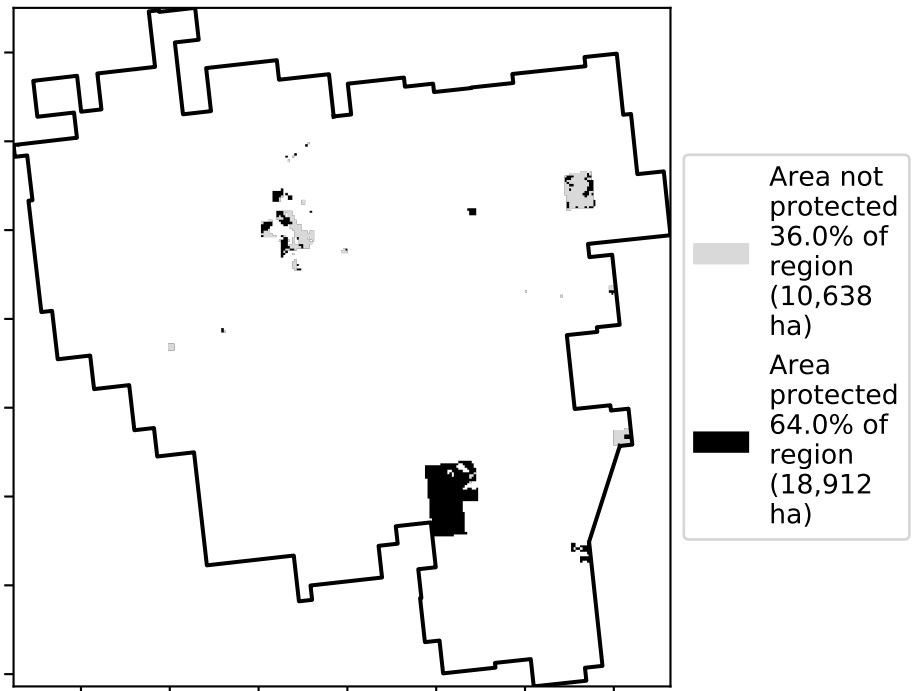 Area not
protected
36.0% of
region
(10,638
ha)
Area
protected
64.0% of
region
(18,912
ha)